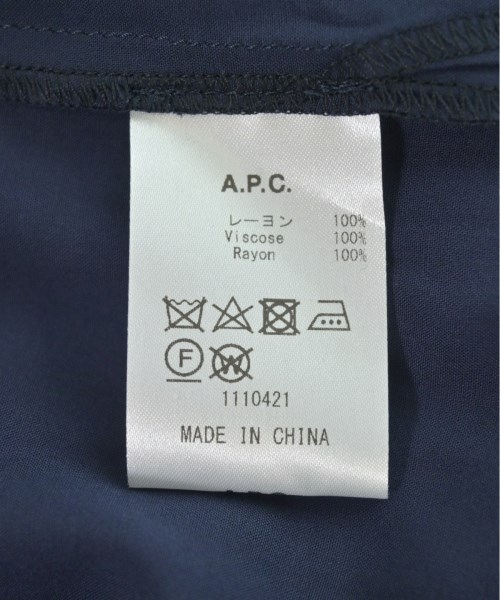 A.P.C.
レーヨン 100%
Viscose 100%
Rayon 100%
F W
1110421
MADE IN CHINA